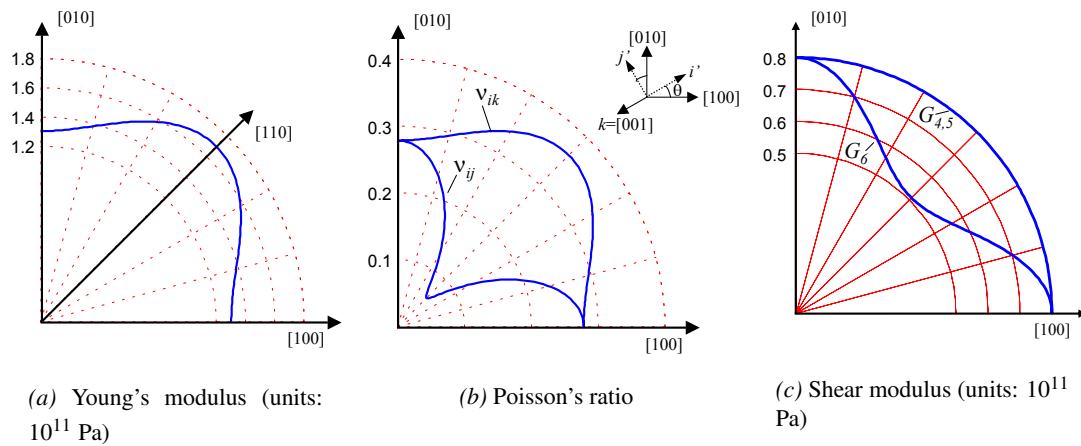 [010]
1.8
1.6
1.4
1.2
[110]
[100]
[010]
0.4
0.3
0.2
0.1
0.0
ν_ik
ν_ij
[100]
[010]
j'
i'
θ
[100]
k=[001]
[010]
0.8
0.7
0.6
0.5
G_4,5
G_6
[100]
(a) Young's modulus (units:
10^11 Pa)
(b) Poisson's ratio
(c) Shear modulus (units: 10^11
Pa)